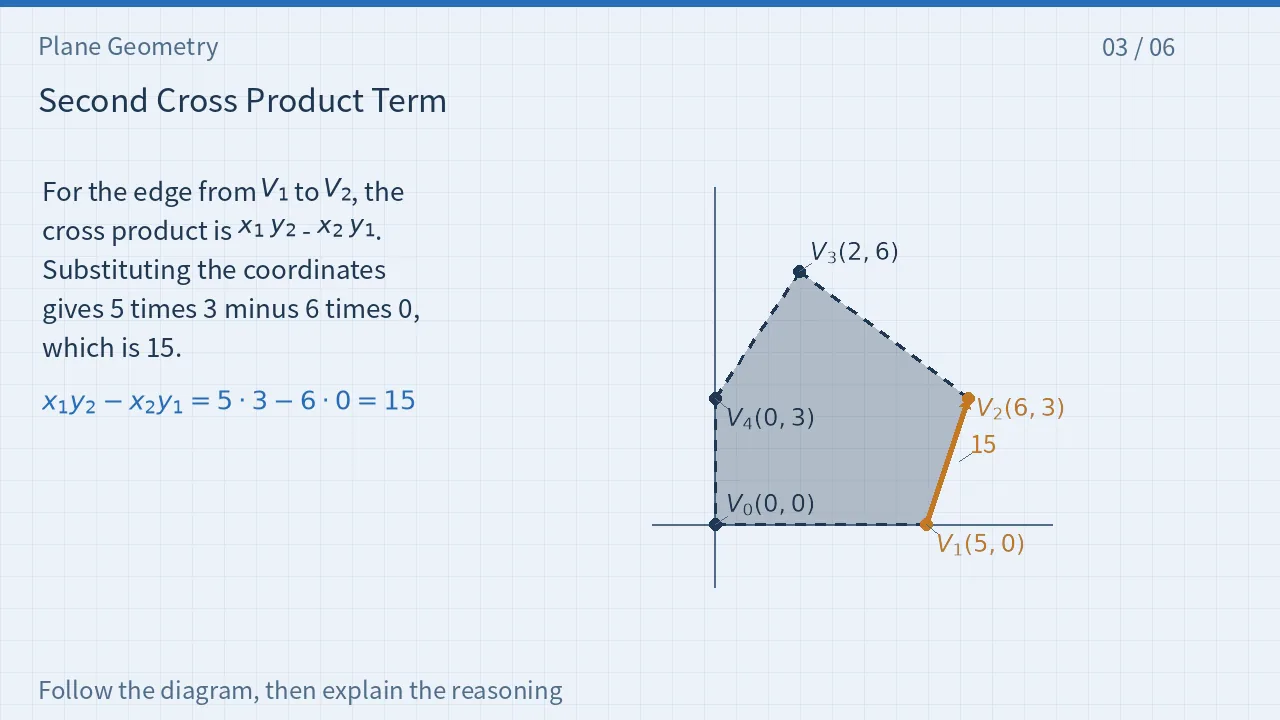 Plane Geometry
03 / 06
Second Cross Product Term
For the edge from V₁ to V₂, the
cross product is x₁ y₂ - x₂ y₁.
Substituting the coordinates
gives 5 times 3 minus 6 times 0,
which is 15.
x₁y₂ − x₂y₁ = 5 · 3 − 6 · 0 = 15
V₃(2, 6)
V₂(6, 3)
V₄(0, 3)
15
V₀(0, 0)
V₁(5, 0)
Follow the diagram, then explain the reasoning